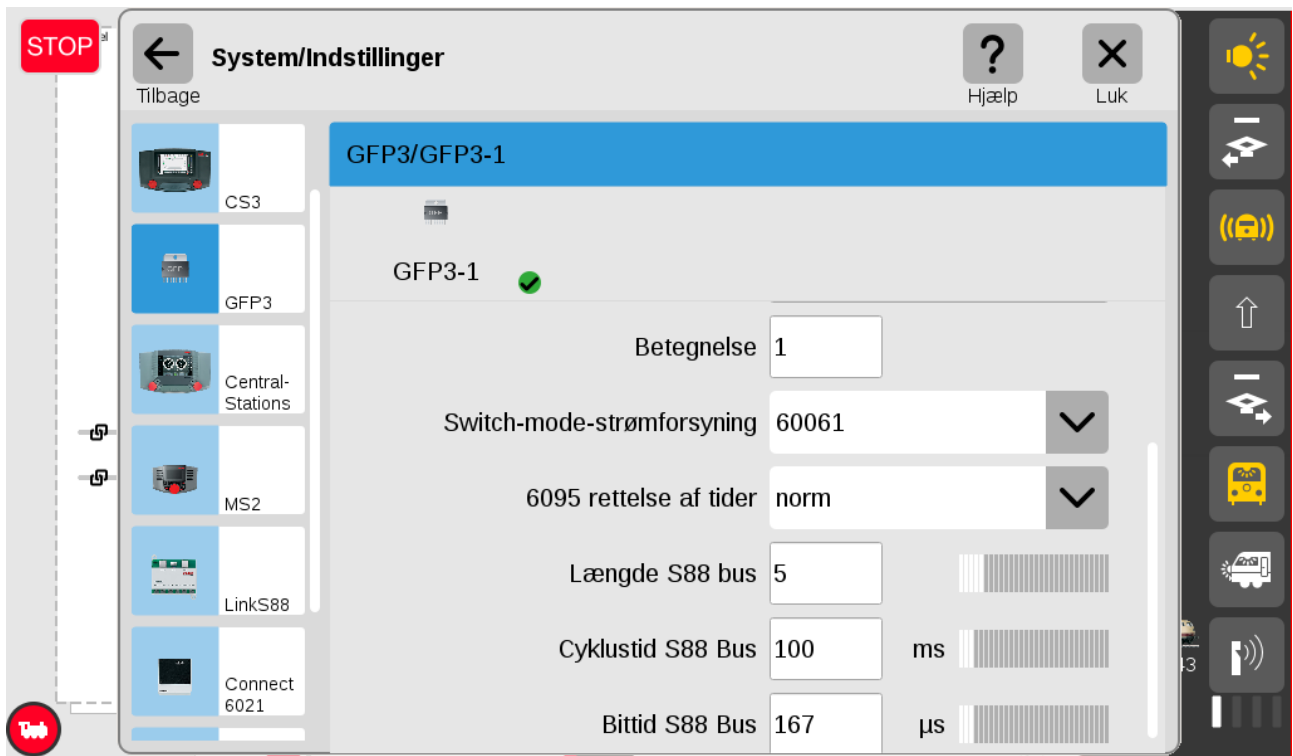 STOP
System/Indstillinger
Tilbage
Hjælp
Luk
CS3
GFP3/GFP3-1
GFP3-1
GFP3
Betegnelse 1
Central-
Stations
Switch-mode-strømforsyning 60061
MS2
6095 rettelse af tider norm
Længde S88 bus 5
LinkS88
Cyklustid S88 Bus 100 ms
Connect
6021
Bittid S88 Bus 167 µs